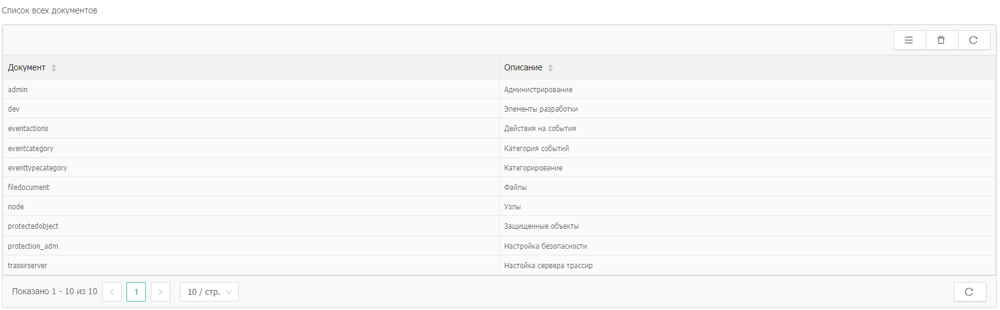 Список всех документов
Документ Описание
admin Администрирование
dev Элементы разработки
eventactions Действия на события
eventcategory Категория событий
eventtypecategory Категорирование
filedocument Файлы
node Узлы
protectedobject Защищенные объекты
protection_adm Настройка безопасности
trassirserver Настойка сервера трассир
Показано 1 - 10 из 10 < 1 > 10 / стр.